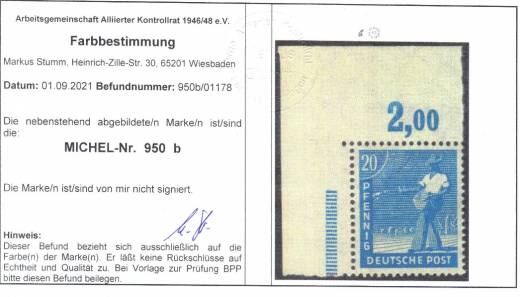 Arbeitsgemeinschaft Alliierter Kontrollrat 1946/48 e.V.
Farbbestimmung
Markus Stumm, Heinrich-Zille-Str. 30, 65201 Wiesbaden
Datum: 01.09.2021 Befundnummer: 950b/01178
Die nebenstehend abgebildete/n Marke/n ist/sind
die:
MICHEL-Nr. 950 b
Die Marke/n ist/sind von mir nicht signiert.
Hinweis:
Dieser Befund bezieht sich ausschließlich auf die
Farbe(n) der Marke(n). Er läßt keine Rückschlüsse auf
Echtheit und Qualität zu. Bei Vorlage zur Prüfung BPP
bitte diesen Befund beilegen.
2,00
20
PFENNIG
DEUTSCHE POST